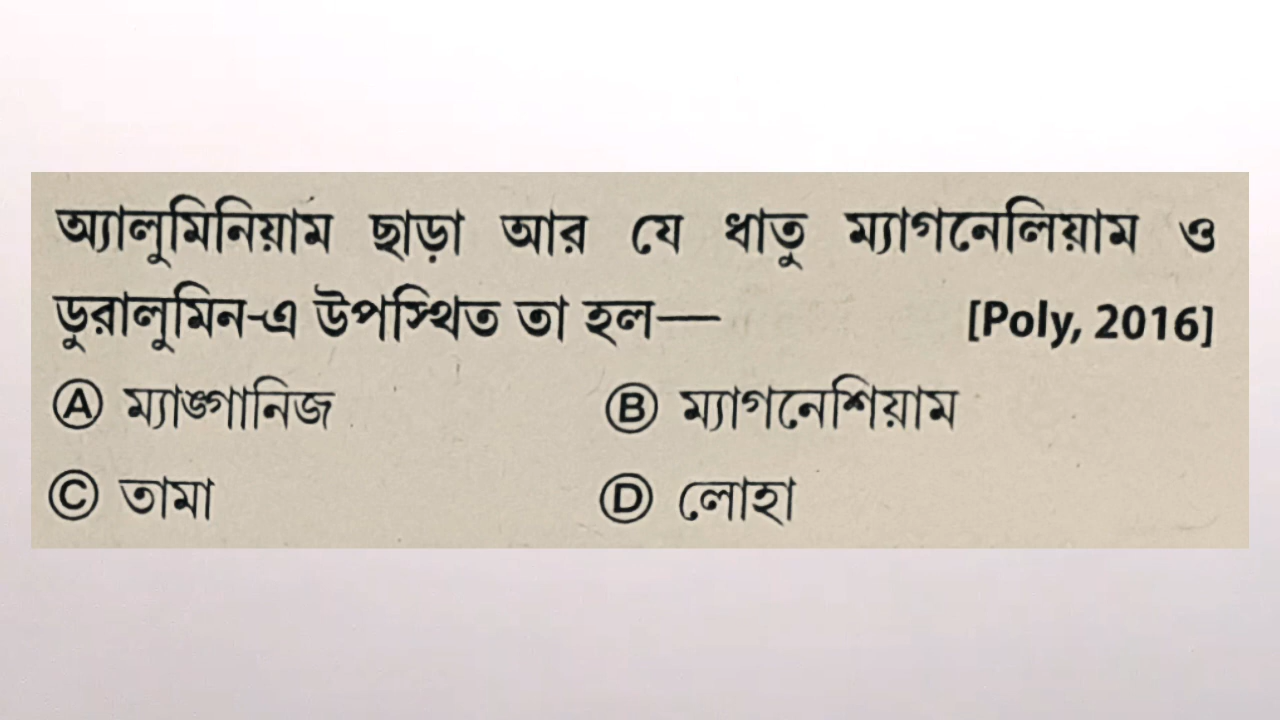 অ্যালুমিনিয়াম ছাড়া আর যে ধাতু ম্যাগনেলিয়াম ও
ডুরালুমিন-এ উপস্থিত তা হল— [Poly, 2016]
Ⓐ ম্যাঙ্গানিজ Ⓑ ম্যাগনেশিয়াম
Ⓒ তামা Ⓓ লোহা